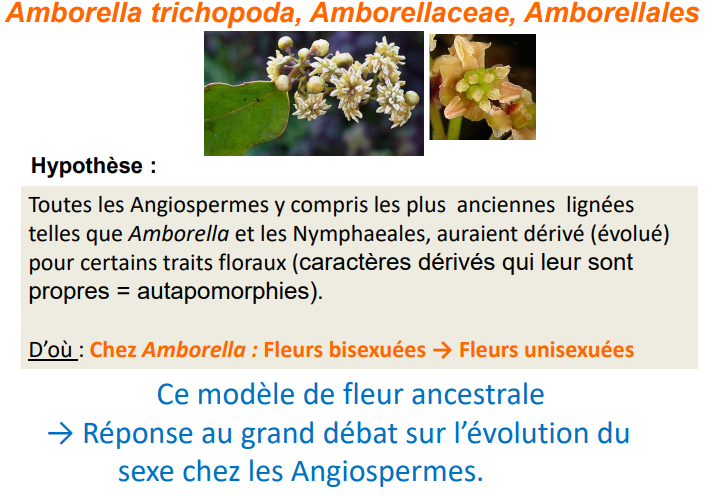 Amborella trichopoda, Amborellaceae, Amborellales
Hypothèse :
Toutes les Angiospermes y compris les plus anciennes lignées
telles que Amborella et les Nymphaeales, auraient dérivé (évolué)
pour certains traits floraux (caractères dérivés qui leur sont
propres = autapomorphies).
D’où : Chez Amborella : Fleurs bisexuées → Fleurs unisexuées
Ce modèle de fleur ancestrale
→ Réponse au grand débat sur l’évolution du
sexe chez les Angiospermes.